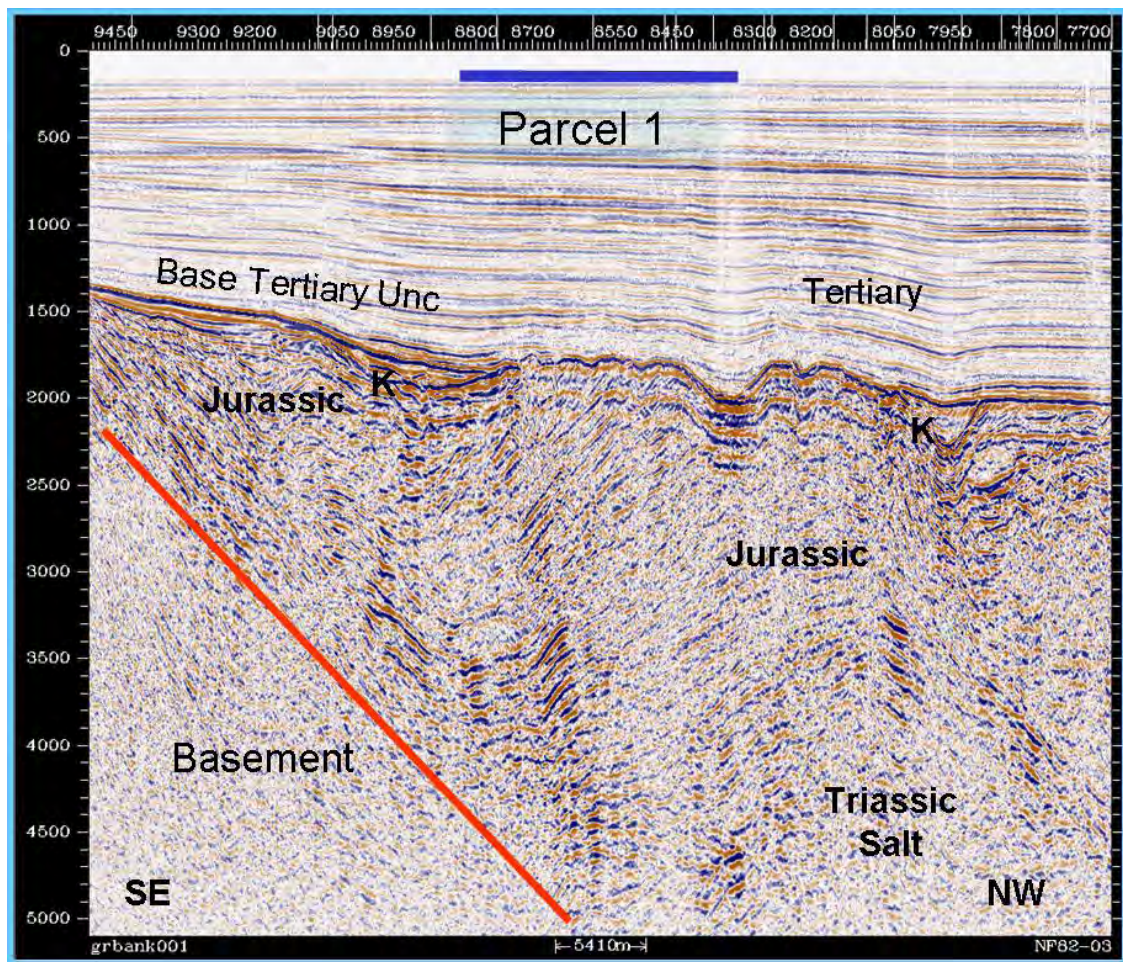 9450 9300 9200 9050 8950 8800 8700 8550 8450 8300 8200 8050 7950 7800 7700
0
500
1000
1500
2000
2500
3000
3500
4000
4500
5000
Parcel 1
Base Tertiary Unc
Tertiary
K
Jurassic
K
Jurassic
Basement
Triassic
Salt
SE
NW
grbank001
5410m
NF82-03